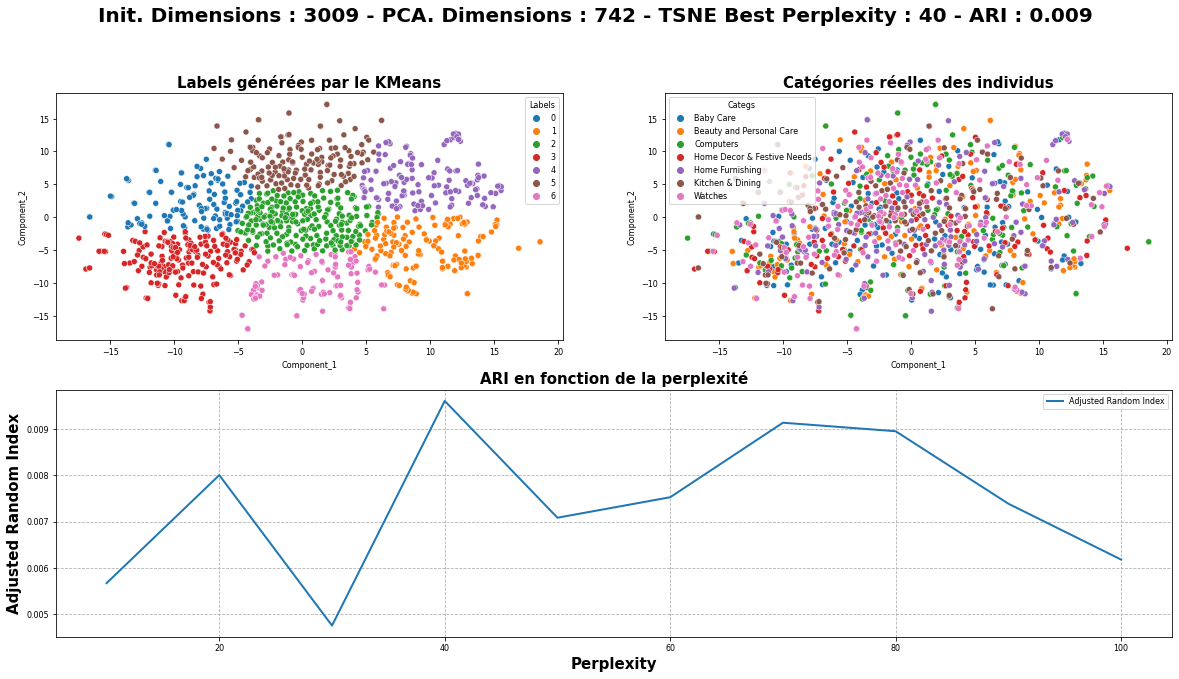 Init. Dimensions : 3009 - PCA. Dimensions : 742 - TSNE Best Perplexity : 40 - ARI : 0.009
Labels générées par le KMeans
Component_2
15
10
5
0
−5
−10
−15
Labels
0
1
2
3
4
5
6
−15
−10
−5
0
5
10
15
20
Component_1
Catégories réelles des individus
Component_2
15
10
5
0
−5
−10
−15
Categs
Baby Care
Beauty and Personal Care
Computers
Home Decor & Festive Needs
Home Furnishing
Kitchen & Dining
Watches
−15
−10
−5
0
5
10
15
20
Component_1
ARI en fonction de la perplexité
Adjusted Random Index
0.009
0.008
0.007
0.006
0.005
Adjusted Random Index
20
40
60
80
100
Perplexity